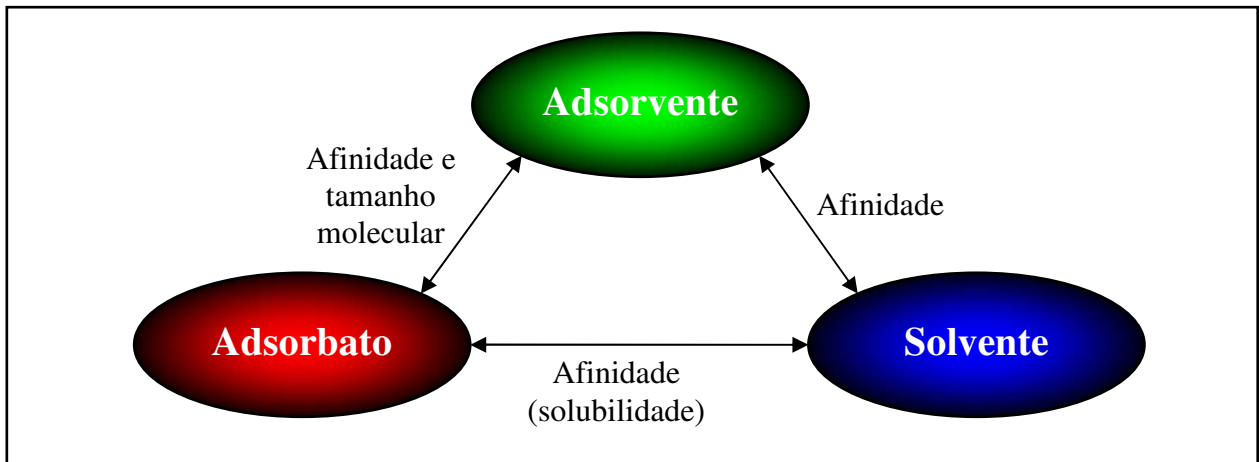 Adsorvente
Afinidade e
tamanho
molecular
Afinidade
Adsorbato
Solvente
Afinidade
(solubilidade)